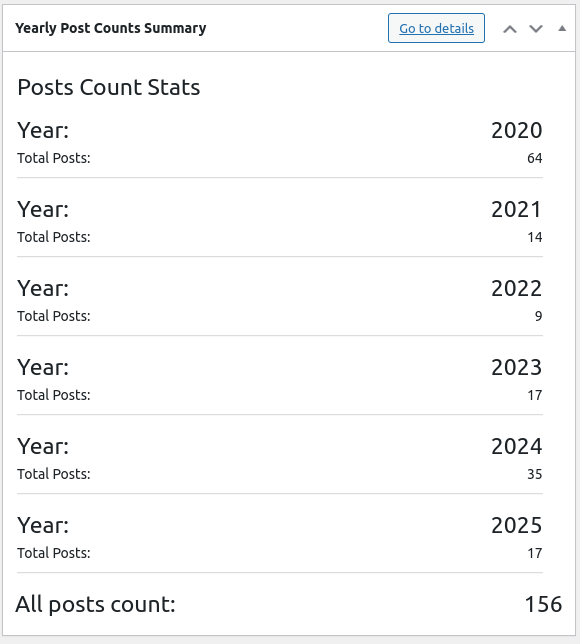 Yearly Post Counts Summary Go to details
Posts Count Stats
Year: 2020
Total Posts: 64
Year: 2021
Total Posts: 14
Year: 2022
Total Posts: 9
Year: 2023
Total Posts: 17
Year: 2024
Total Posts: 35
Year: 2025
Total Posts: 17
All posts count: 156